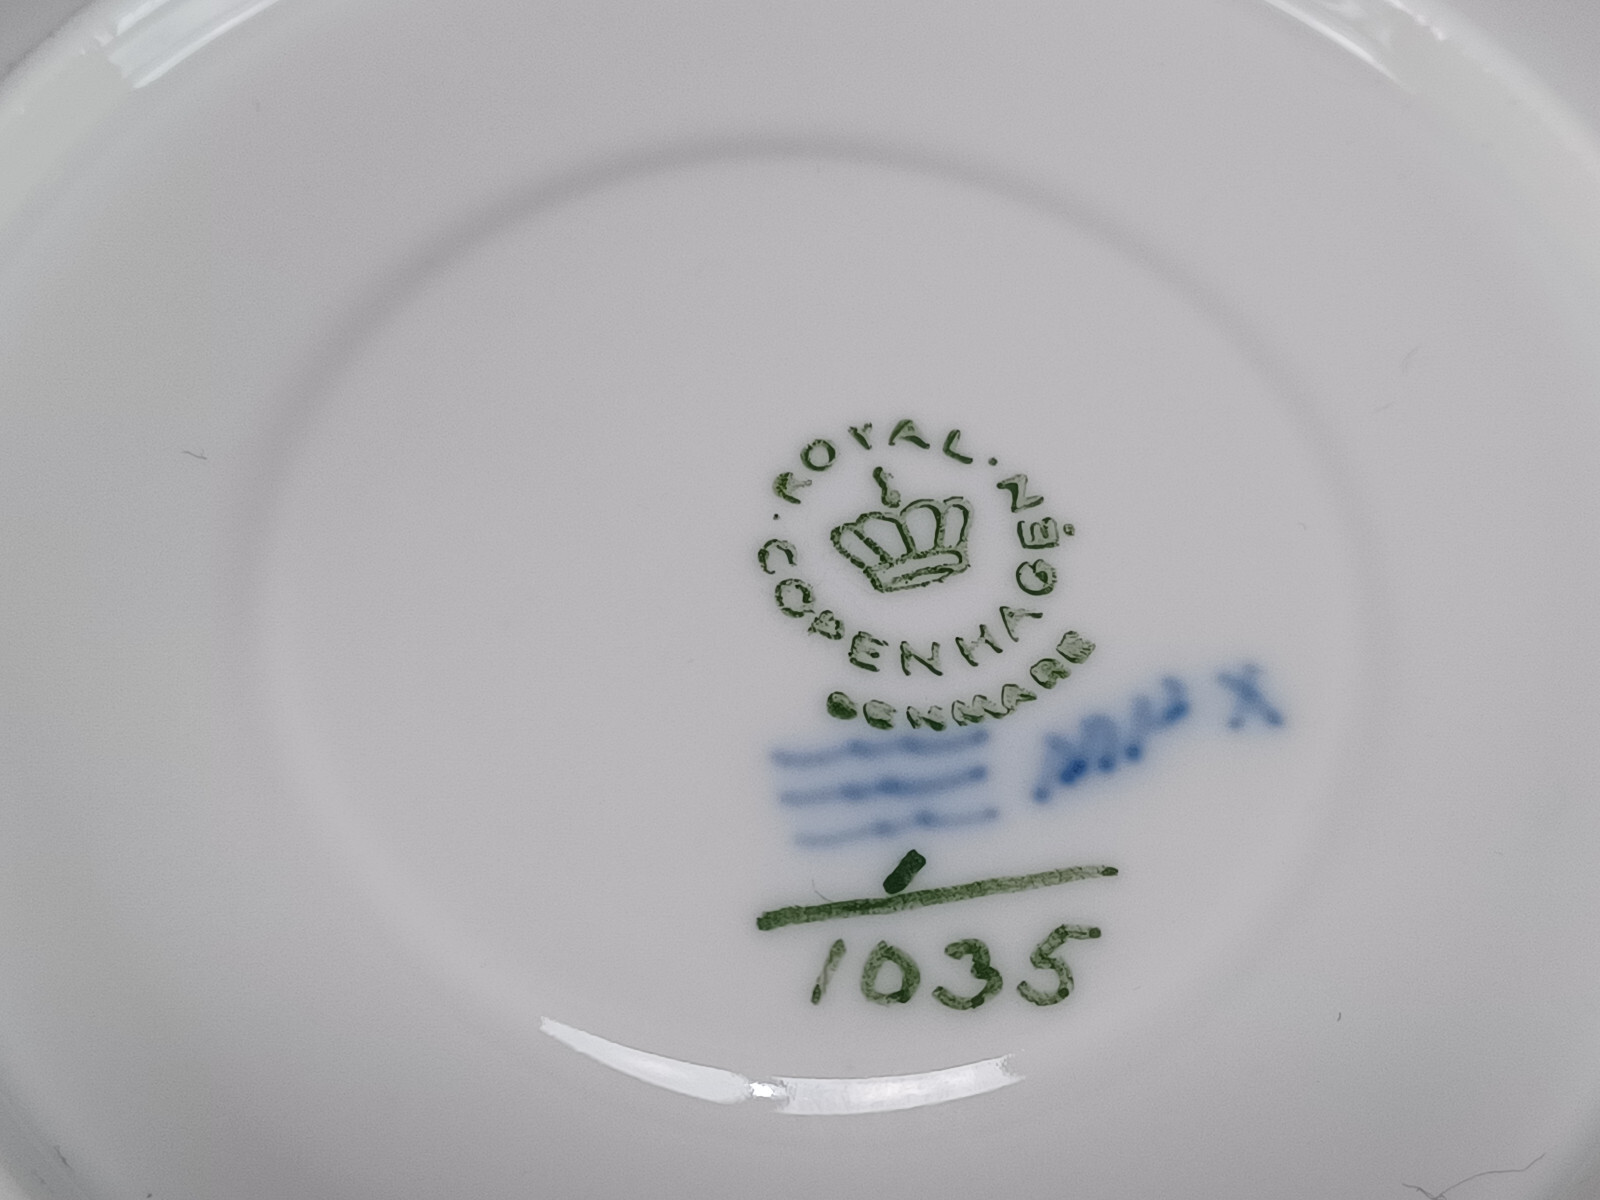 ROYAL.
COPENHAGEN.
DENMARK
1035